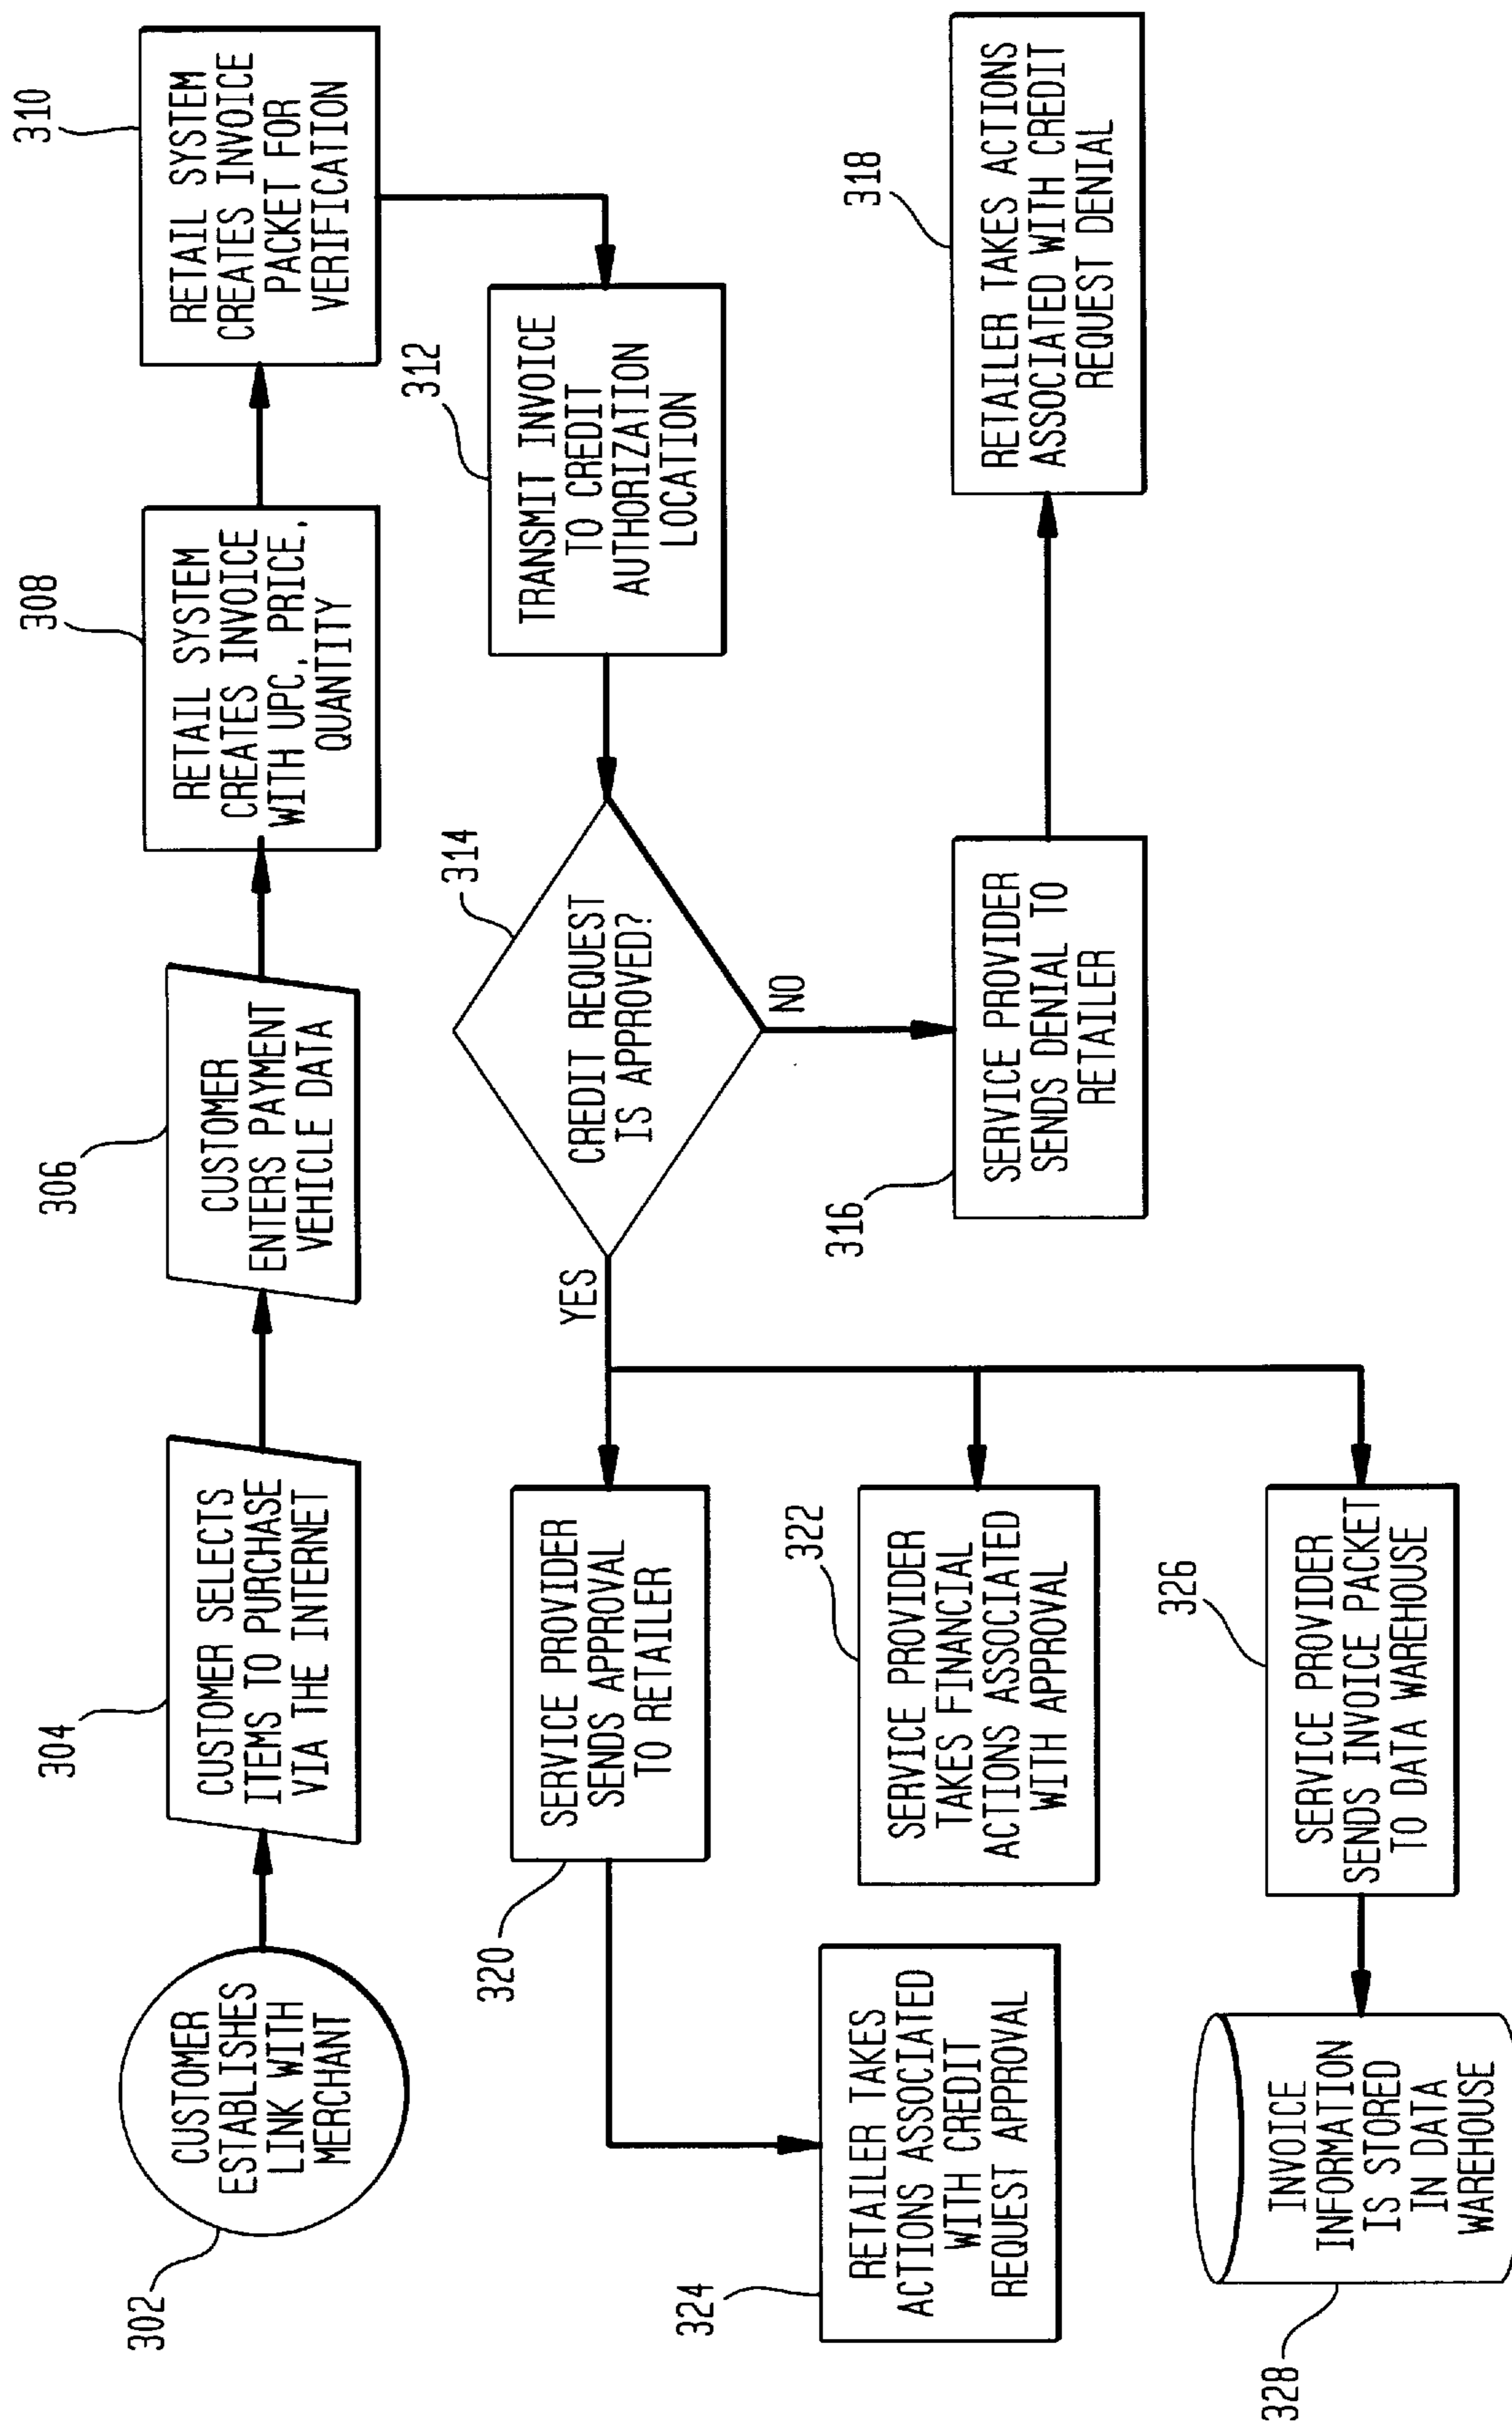 302
CUSTOMER
ESTABLISHES
LINK WITH
MERCHANT
304
CUSTOMER SELECTS
ITEMS TO PURCHASE
VIA THE INTERNET
306
CUSTOMER
ENTERS PAYMENT
VEHICLE DATA
308
RETAIL SYSTEM
CREATES INVOICE
WITH UPC, PRICE,
QUANTITY
310
RETAIL SYSTEM
CREATES INVOICE
PACKET FOR
VERIFICATION
312
TRANSMIT INVOICE
TO CREDIT
AUTHORIZATION
LOCATION
314
CREDIT REQUEST
IS APPROVED?
YES
NO
316
SERVICE PROVIDER
SENDS DENIAL TO
RETAILER
318
RETAILER TAKES ACTIONS
ASSOCIATED WITH CREDIT
REQUEST DENIAL
320
SERVICE PROVIDER
SENDS APPROVAL
TO RETAILER
322
SERVICE PROVIDER
TAKES FINANCIAL
ACTIONS ASSOCIATED
WITH APPROVAL
324
RETAILER TAKES
ACTIONS ASSOCIATED
WITH CREDIT
REQUEST APPROVAL
326
SERVICE PROVIDER
SENDS INVOICE PACKET
TO DATA WAREHOUSE
328
INVOICE
INFORMATION
IS STORED
IN DATA
WAREHOUSE